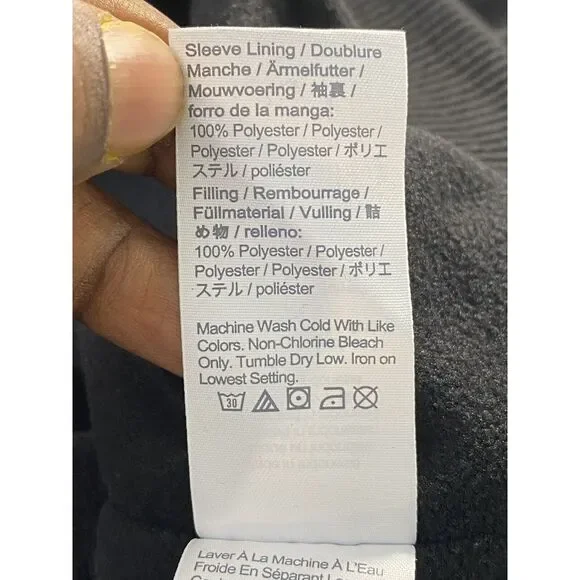 Sleeve Lining / Doublure
Manche / Ärmelfutter /
Mouwvoering / 袖裏 /
forro de la manga:
100% Polyester / Polyester /
Polyester / Polyester / ポリエ
ステル / poliéster
Filling / Rembourrage /
Füllmaterial / Vulling / 詰
め物 / relleno:
100% Polyester / Polyester /
Polyester / Polyester / ポリエ
ステル / poliéster
Machine Wash Cold With Like
Colors. Non-Chlorine Bleach
Only. Tumble Dry Low. Iron on
Lowest Setting.
30
Laver À La Machine À L'Eau
Froide En Séparant Les